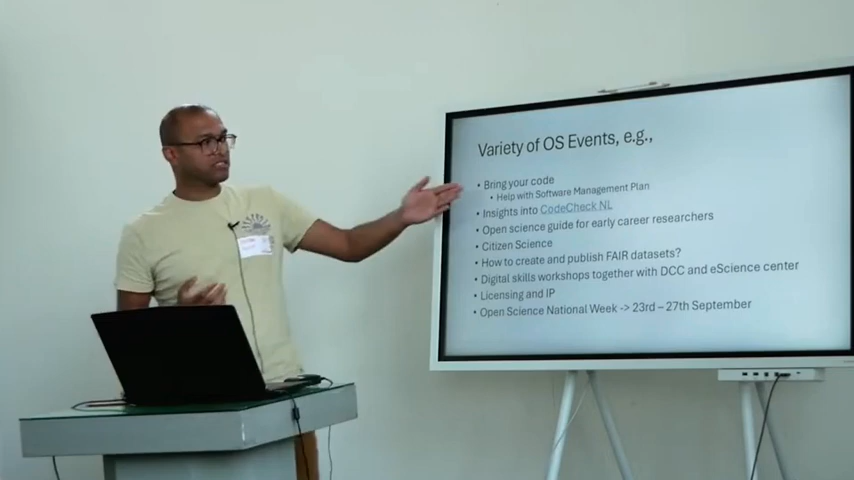 Variety of OS Events, e.g.,
• Bring your code
• Help with Software Management Plan
• Insights into CodeCheck NL
• Open science guide for early career researchers
• Citizen Science
• How to create and publish FAIR datasets?
• Digital skills workshops together with DCC and eScience center
• Licensing and IP
• Open Science National Week -> 23rd – 27th September